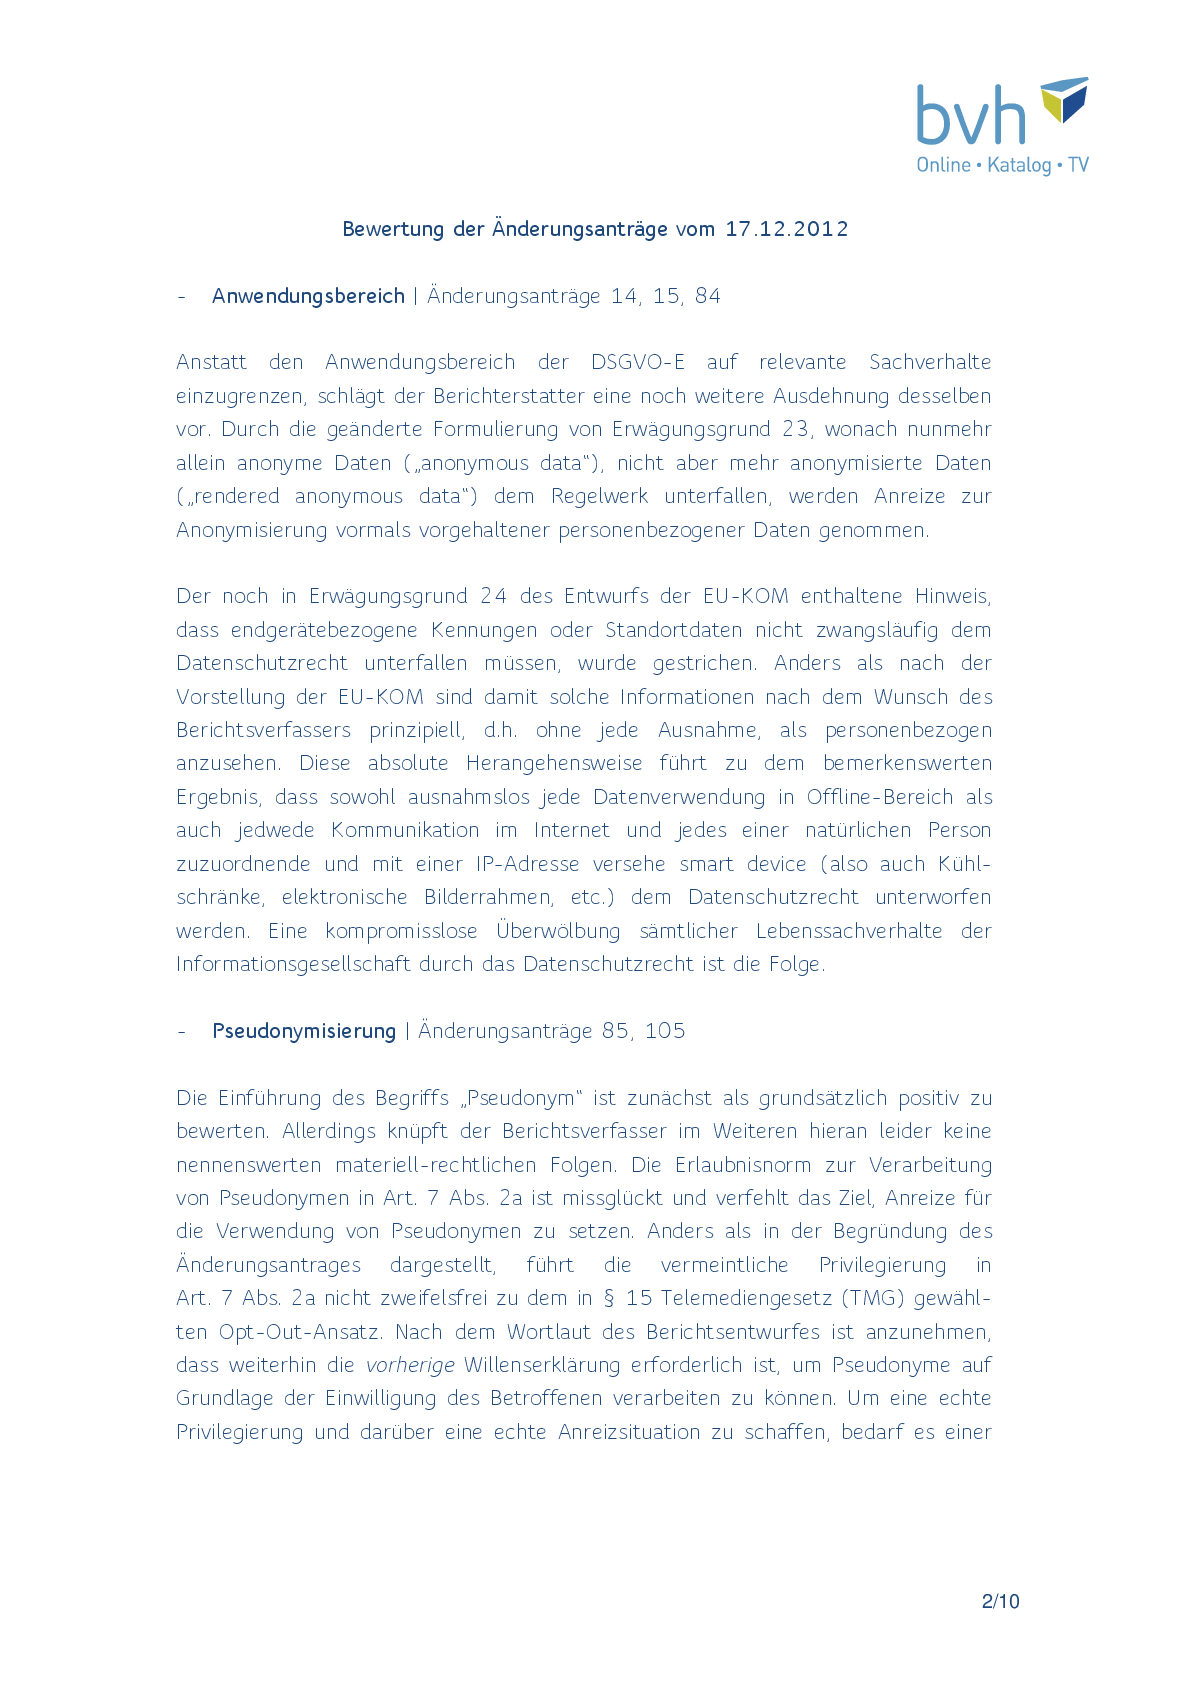 bvh
Online • Katalog • TV
Bewertung der Änderungsanträge vom 17.12.2012
- Anwendungsbereich | Änderungsanträge 14, 15, 84
Anstatt den Anwendungsbereich der DSGVO-E auf relevante Sachverhalte
einzugrenzen, schlägt der Berichterstatter eine noch weitere Ausdehnung desselben
vor. Durch die geänderte Formulierung von Erwägungsgrund 23, wonach nunmehr
allein anonyme Daten („anonymous data“), nicht aber mehr anonymisierte Daten
(„rendered anonymous data“) dem Regelwerk unterfallen, werden Anreize zur
Anonymisierung vormals vorgehaltener personenbezogener Daten genommen.
Der noch in Erwägungsgrund 24 des Entwurfs der EU-KOM enthaltene Hinweis,
dass endgerätebezogene Kennungen oder Standortdaten nicht zwangsläufig dem
Datenschutzrecht unterfallen müssen, wurde gestrichen. Anders als nach der
Vorstellung der EU-KOM sind damit solche Informationen nach dem Wunsch des
Berichtsverfassers prinzipiell, d.h. ohne jede Ausnahme, als personenbezogen
anzusehen. Diese absolute Herangehensweise führt zu dem bemerkenswerten
Ergebnis, dass sowohl ausnahmslos jede Datenverwendung in Offline-Bereich als
auch jedwede Kommunikation im Internet und jedes einer natürlichen Person
zuzuordnende und mit einer IP-Adresse versehe smart device (also auch Kühl-
schränke, elektronische Bilderrahmen, etc.) dem Datenschutzrecht unterworfen
werden. Eine kompromisslose Überwölbung sämtlicher Lebenssachverhalte der
Informationsgesellschaft durch das Datenschutzrecht ist die Folge.
- Pseudonymisierung | Änderungsanträge 85, 105
Die Einführung des Begriffs „Pseudonym“ ist zunächst als grundsätzlich positiv zu
bewerten. Allerdings knüpft der Berichtsverfasser im Weiteren hieran leider keine
nennenswerten materiell-rechtlichen Folgen. Die Erlaubnisnorm zur Verarbeitung
von Pseudonymen in Art. 7 Abs. 2a ist missglückt und verfehlt das Ziel, Anreize für
die Verwendung von Pseudonymen zu setzen. Anders als in der Begründung des
Änderungsantrages dargestellt, führt die vermeintliche Privilegierung in
Art. 7 Abs. 2a nicht zweifelsfrei zu dem in § 15 Telemediengesetz (TMG) gewähl-
ten Opt-Out-Ansatz. Nach dem Wortlaut des Berichtsentwurfes ist anzunehmen,
dass weiterhin die vorherige Willenserklärung erforderlich ist, um Pseudonyme auf
Grundlage der Einwilligung des Betroffenen verarbeiten zu können. Um eine echte
Privilegierung und darüber eine echte Anreizsituation zu schaffen, bedarf es einer
2/10